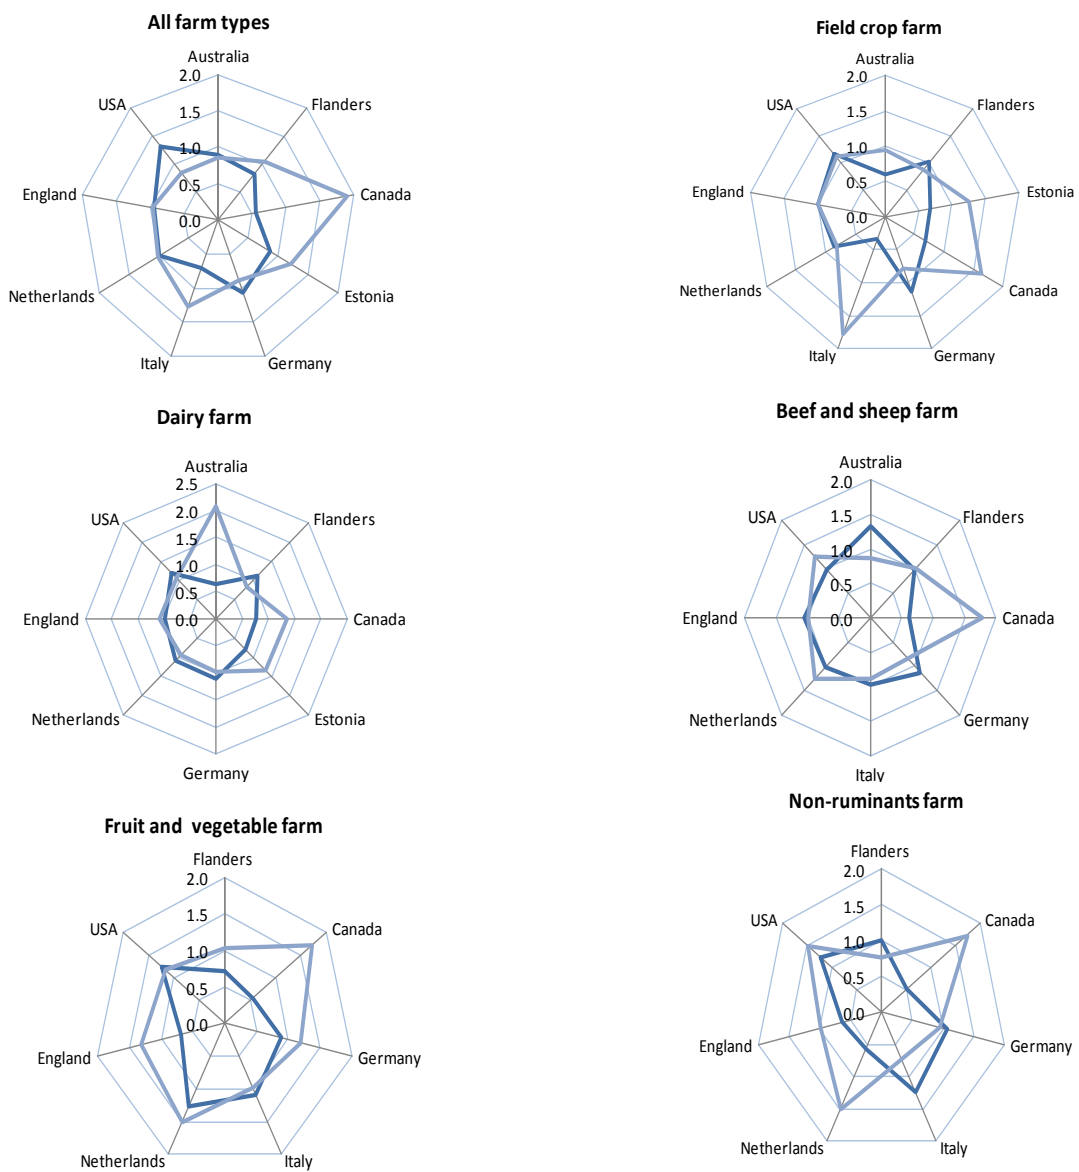 All farm types
Australia
2.0
1.5
1.0
0.5
0.0
USA
Flanders
England
Canada
Netherlands
Estonia
Italy
Germany
Field crop farm
Australia
2.0
1.5
1.0
0.5
0.0
USA
Flanders
England
Estonia
Netherlands
Canada
Italy
Germany
Dairy farm
Australia
2.5
2.0
1.5
1.0
0.5
0.0
USA
Flanders
England
Canada
Netherlands
Estonia
Germany
Beef and sheep farm
Australia
2.0
1.5
1.0
0.5
0.0
USA
Flanders
England
Canada
Netherlands
Germany
Italy
Fruit and vegetable farm
Flanders
2.0
1.5
1.0
0.5
0.0
USA
Canada
England
Germany
Netherlands
Italy
Non-ruminants farm
Flanders
2.0
1.5
1.0
0.5
0.0
USA
Canada
England
Germany
Netherlands
Italy